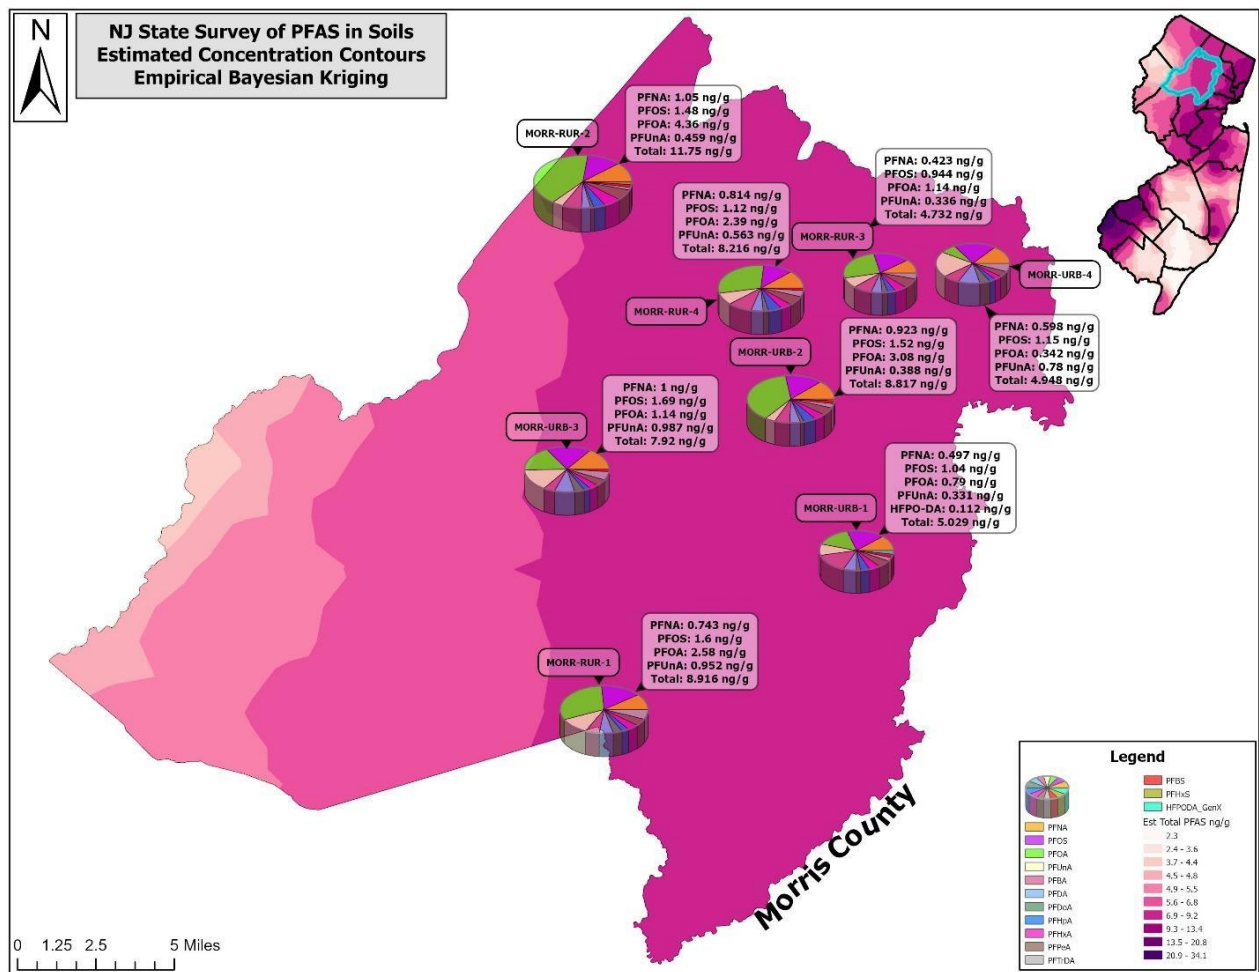 N
NJ State Survey of PFAS in Soils
Estimated Concentration Contours
Empirical Bayesian Kriging
MORR-RUR-2
PFNA: 1.05 ng/g
PFOS: 1.48 ng/g
PFOA: 4.36 ng/g
PFUnA: 0.459 ng/g
Total: 11.75 ng/g
PFNA: 0.423 ng/g
PFOS: 0.944 ng/g
PFOA: 1.14 ng/g
PFUnA: 0.336 ng/g
Total: 4.732 ng/g
MORR-RUR-3
PFNA: 0.814 ng/g
PFOS: 1.12 ng/g
PFOA: 2.39 ng/g
PFUnA: 0.563 ng/g
Total: 8.216 ng/g
MORR-RUR-4
MORR-URB-4
PFNA: 0.598 ng/g
PFOS: 1.15 ng/g
PFOA: 0.342 ng/g
PFUnA: 0.78 ng/g
Total: 4.948 ng/g
MORR-URB-2
PFNA: 0.923 ng/g
PFOS: 1.52 ng/g
PFOA: 3.08 ng/g
PFUnA: 0.388 ng/g
Total: 8.817 ng/g
MORR-URB-3
PFNA: 1 ng/g
PFOS: 1.69 ng/g
PFOA: 1.14 ng/g
PFUnA: 0.987 ng/g
Total: 7.92 ng/g
MORR-URB-1
PFNA: 0.497 ng/g
PFOS: 1.04 ng/g
PFOA: 0.79 ng/g
PFUnA: 0.331 ng/g
HFPO-DA: 0.112 ng/g
Total: 5.029 ng/g
MORR-RUR-1
PFNA: 0.743 ng/g
PFOS: 1.6 ng/g
PFOA: 2.58 ng/g
PFUnA: 0.952 ng/g
Total: 8.916 ng/g
Morris County
0 1.25 2.5 5 Miles
Legend
PFNA
PFOS
PFOA
PFUnA
PFBA
PFDA
PFDoA
PFHpA
PFHxA
PFPeA
PFTrDA
PFBS
PFHxS
HFPODA_GenX
Est Total PFAS ng/g
2.3
2.4 - 3.6
3.7 - 4.4
4.5 - 4.8
4.9 - 5.5
5.6 - 6.8
6.9 - 9.2
9.3 - 13.4
13.5 - 20.8
20.9 - 34.1